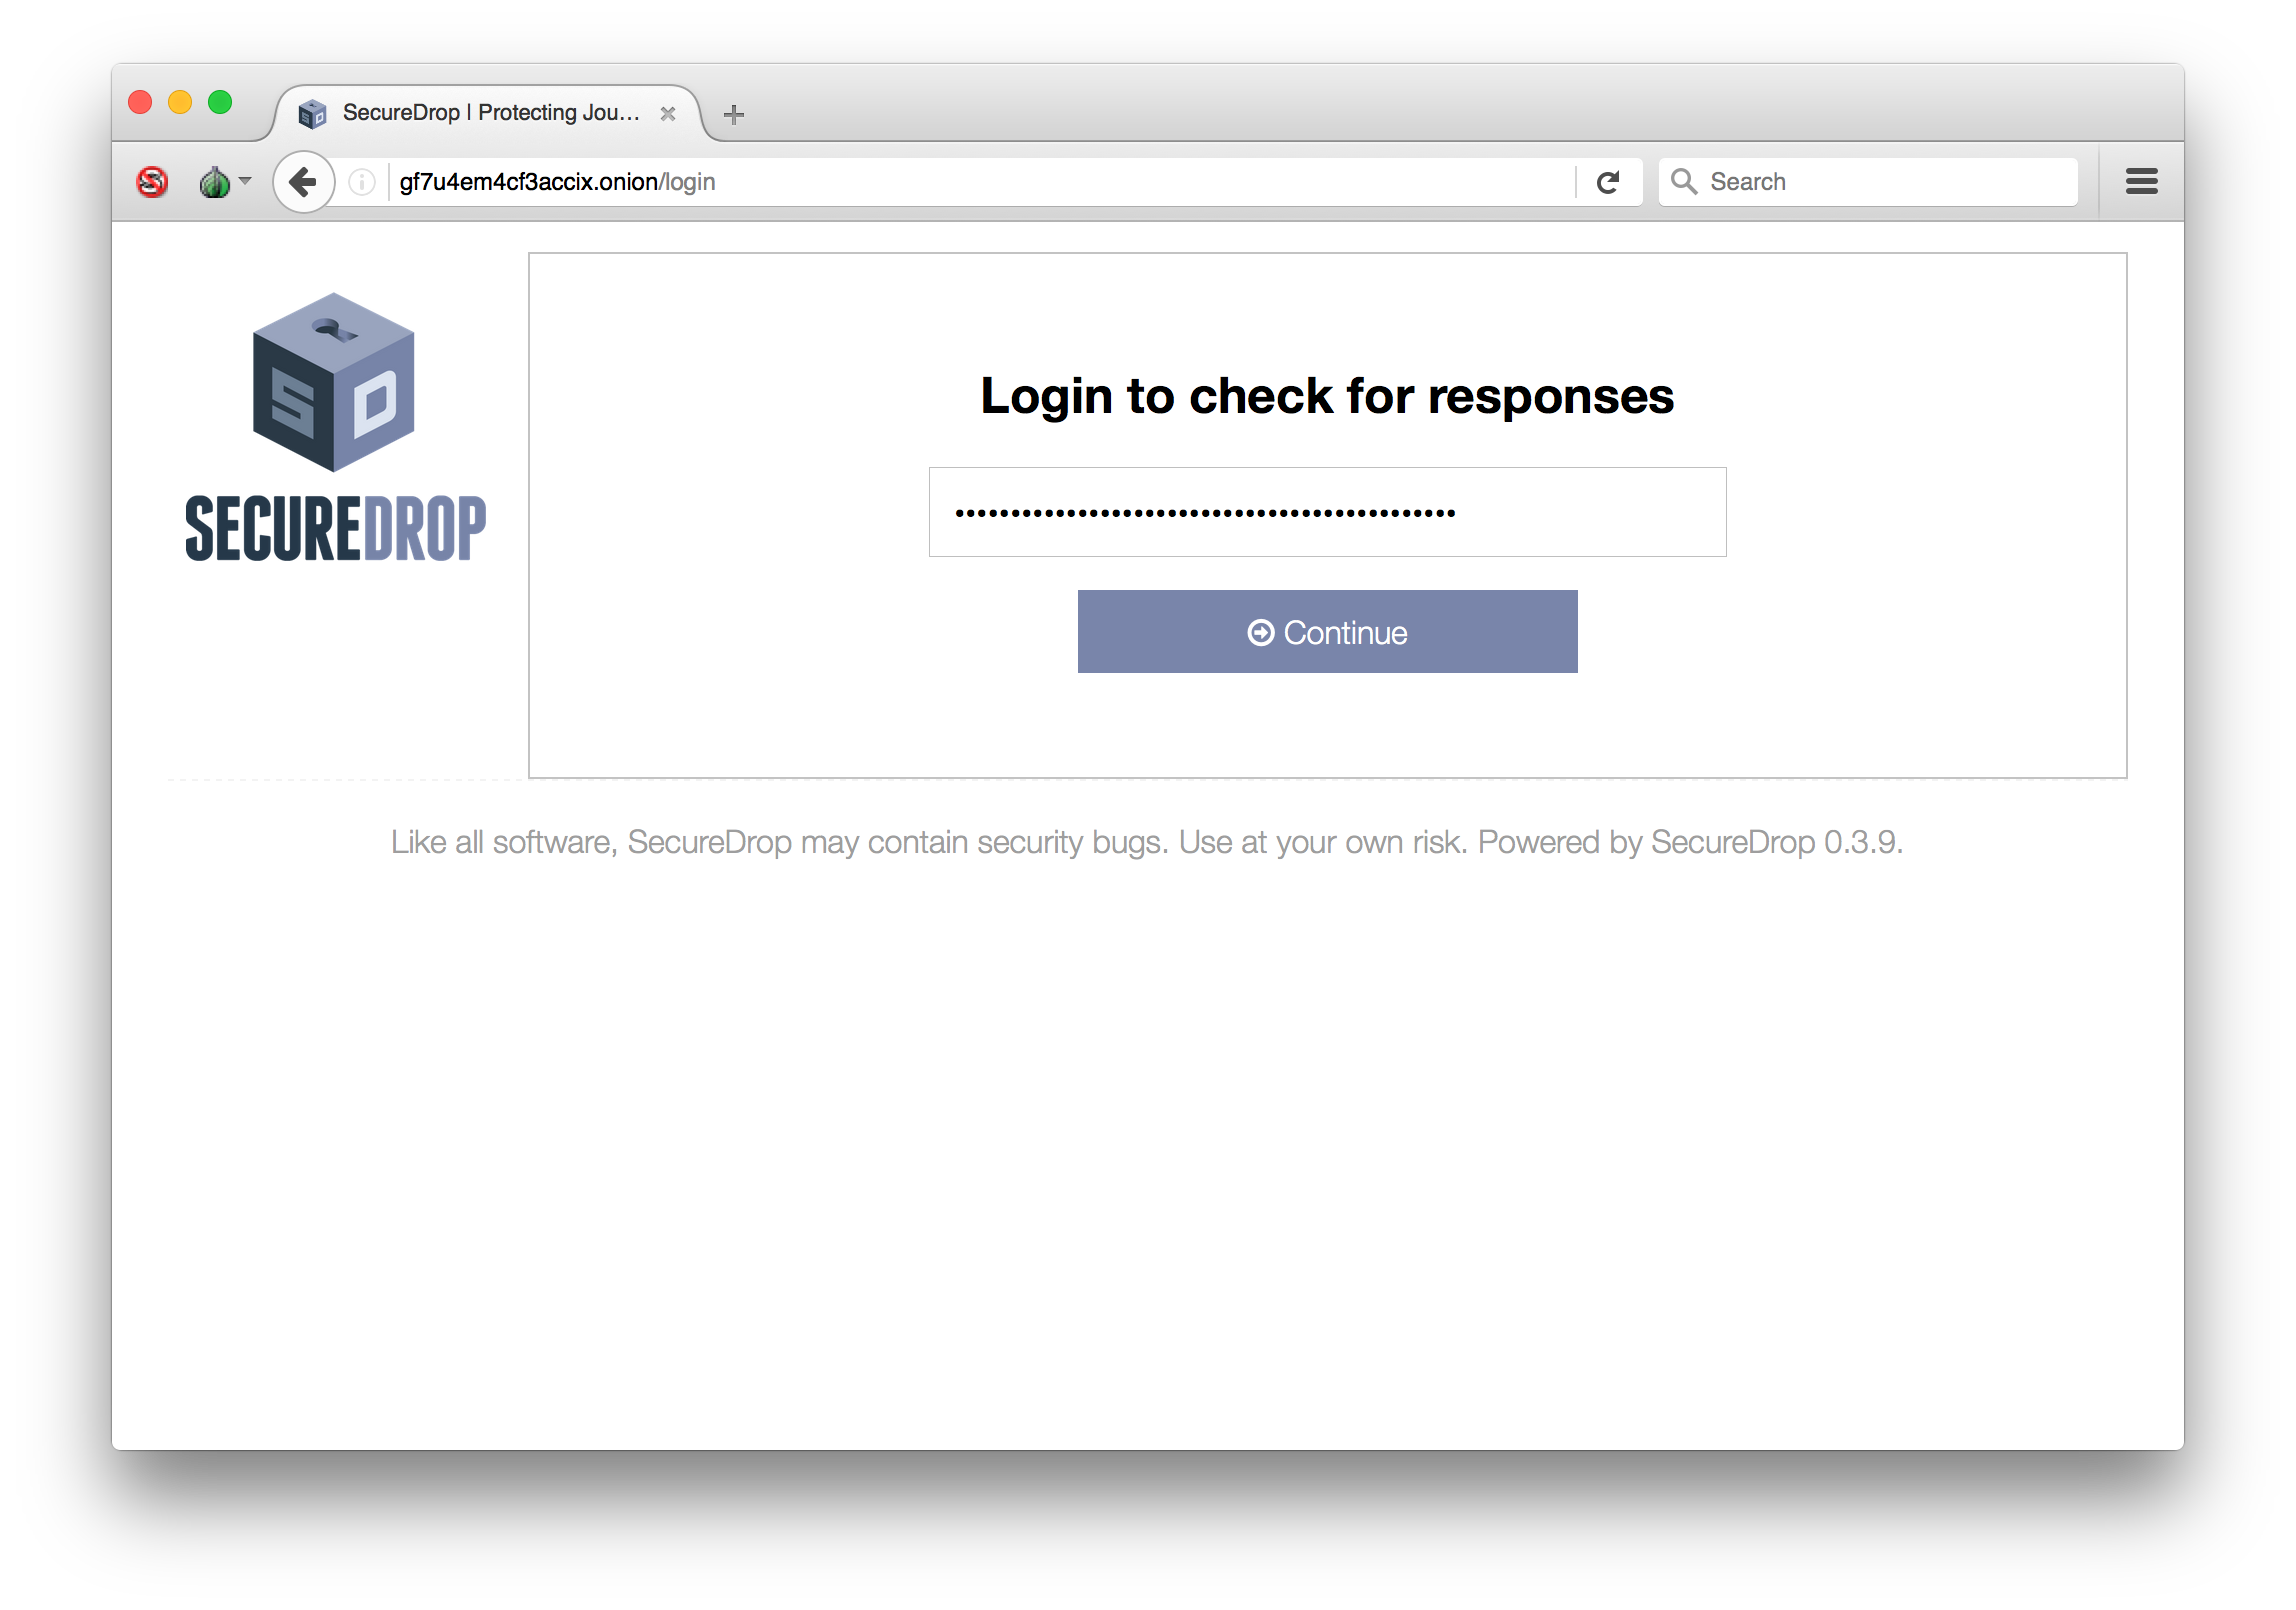 SecureDrop | Protecting Jou...
gf7u4em4cf3accix.onion/login
Search
S D
SECUREDROP
Login to check for responses
Continue
Like all software, SecureDrop may contain security bugs. Use at your own risk. Powered by SecureDrop 0.3.9.